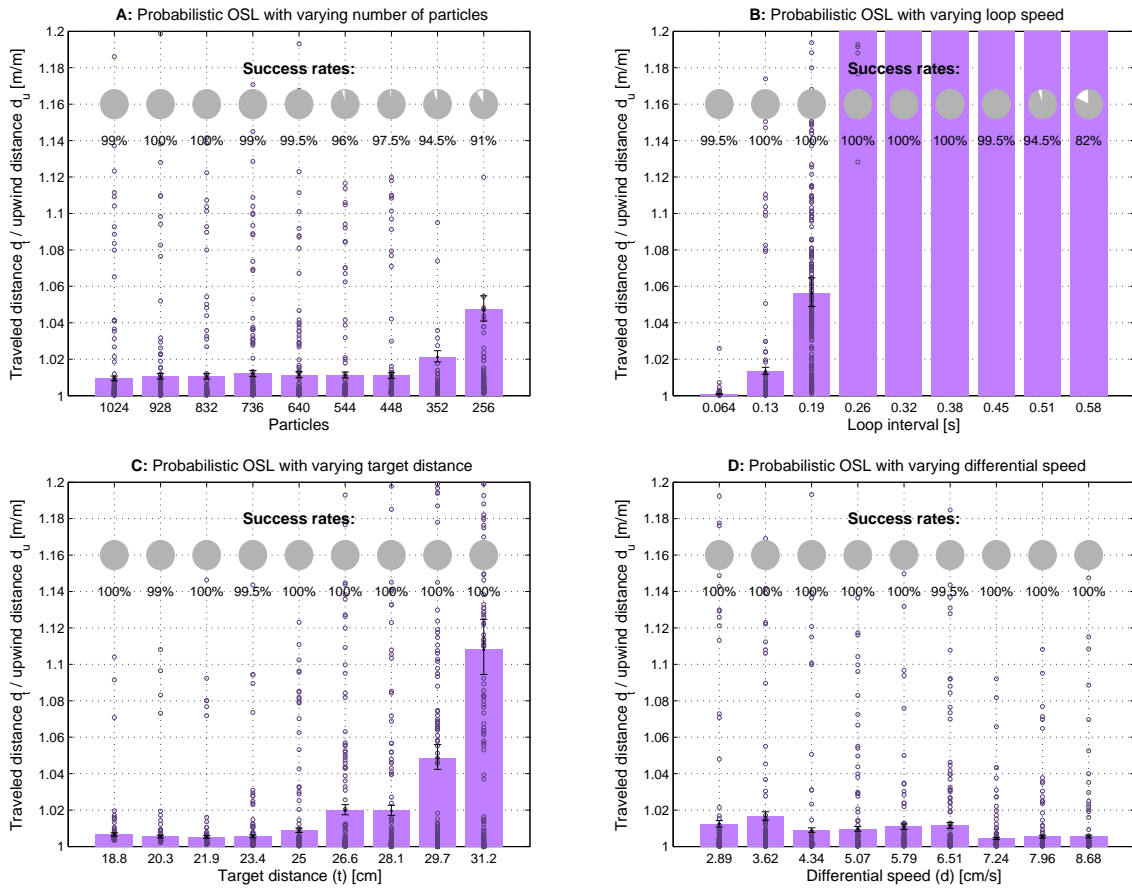 A: Probabilistic OSL with varying number of particles
Traveled distance d_t / upwind distance d_u [m/m]
1.2
1.18
1.16
1.14
1.12
1.1
1.08
1.06
1.04
1.02
1
Success rates:
99% 100% 100% 99% 99.5% 96% 97.5% 94.5% 91%
1024 928 832 736 640 544 448 352 256
Particles
B: Probabilistic OSL with varying loop speed
Traveled distance d_t / upwind distance d_u [m/m]
1.2
1.18
1.16
1.14
1.12
1.1
1.08
1.06
1.04
1.02
1
Success rates:
99.5% 100% 100% 100% 100% 100% 99.5% 94.5% 82%
0.064 0.13 0.19 0.26 0.32 0.38 0.45 0.51 0.58
Loop interval [s]
C: Probabilistic OSL with varying target distance
Traveled distance d_t / upwind distance d_u [m/m]
1.2
1.18
1.16
1.14
1.12
1.1
1.08
1.06
1.04
1.02
1
Success rates:
100% 99% 100% 99.5% 100% 100% 100% 100% 100%
18.8 20.3 21.9 23.4 25 26.6 28.1 29.7 31.2
Target distance (t) [cm]
D: Probabilistic OSL with varying differential speed
Traveled distance d_t / upwind distance d_u [m/m]
1.2
1.18
1.16
1.14
1.12
1.1
1.08
1.06
1.04
1.02
1
Success rates:
100% 100% 100% 100% 100% 99.5% 100% 100% 100%
2.89 3.62 4.34 5.07 5.79 6.51 7.24 7.96 8.68
Differential speed (d) [cm/s]